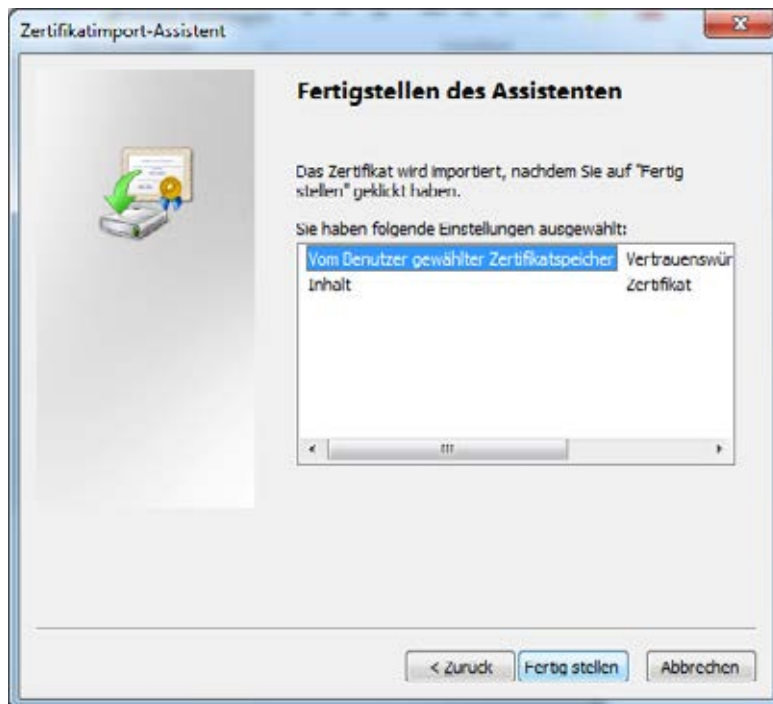 Zertifikatimport-Assistent
Fertigstellen des Assistenten
Das Zertifikat wird importiert, nachdem Sie auf "Fertig
stellen" geklickt haben.
Sie haben folgende Einstellungen ausgewählt:
Vom Benutzer gewählter Zertifikatspeicher Vertrauenswür
Inhalt Zertifikat
< Zurück Fertig stellen Abbrechen